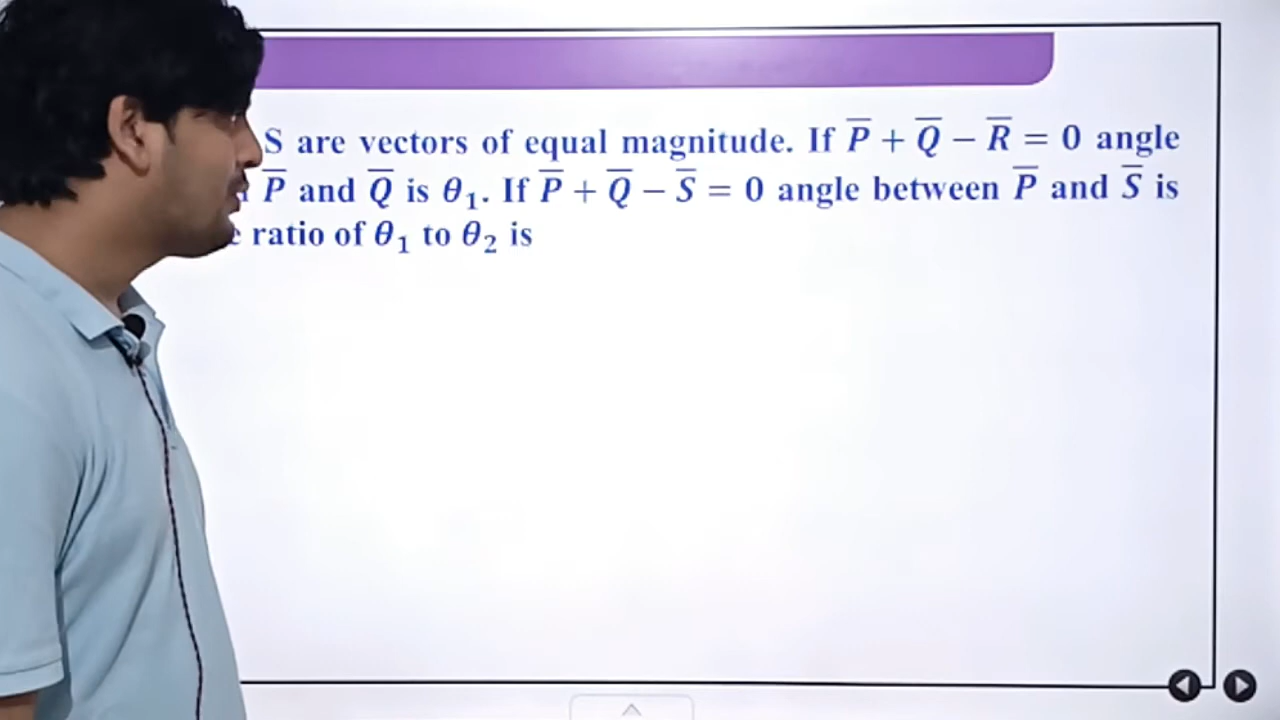 S are vectors of equal magnitude. If P̅ + Q̅ − R̅ = 0 angle
P̅ and Q̅ is θ₁. If P̅ + Q̅ − S̅ = 0 angle between P̅ and S̅ is
ratio of θ₁ to θ₂ is